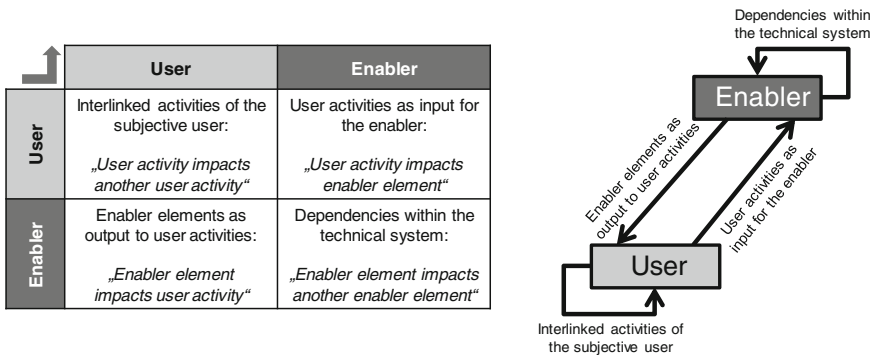 User
Enabler
User
Interlinked activities of the
subjective user:
„User activity impacts
another user activity“
User activities as input for
the enabler:
„User activity impacts
enabler element“
Enabler
Enabler elements as
output to user activities:
„Enabler element
impacts user activity“
Dependencies within the
technical system:
„Enabler element impacts
another enabler element“
Dependencies within
the technical system
Enabler
Enabler elements as
output to user activities
User activities as
input for the enabler
User
Interlinked activities of
the subjective user